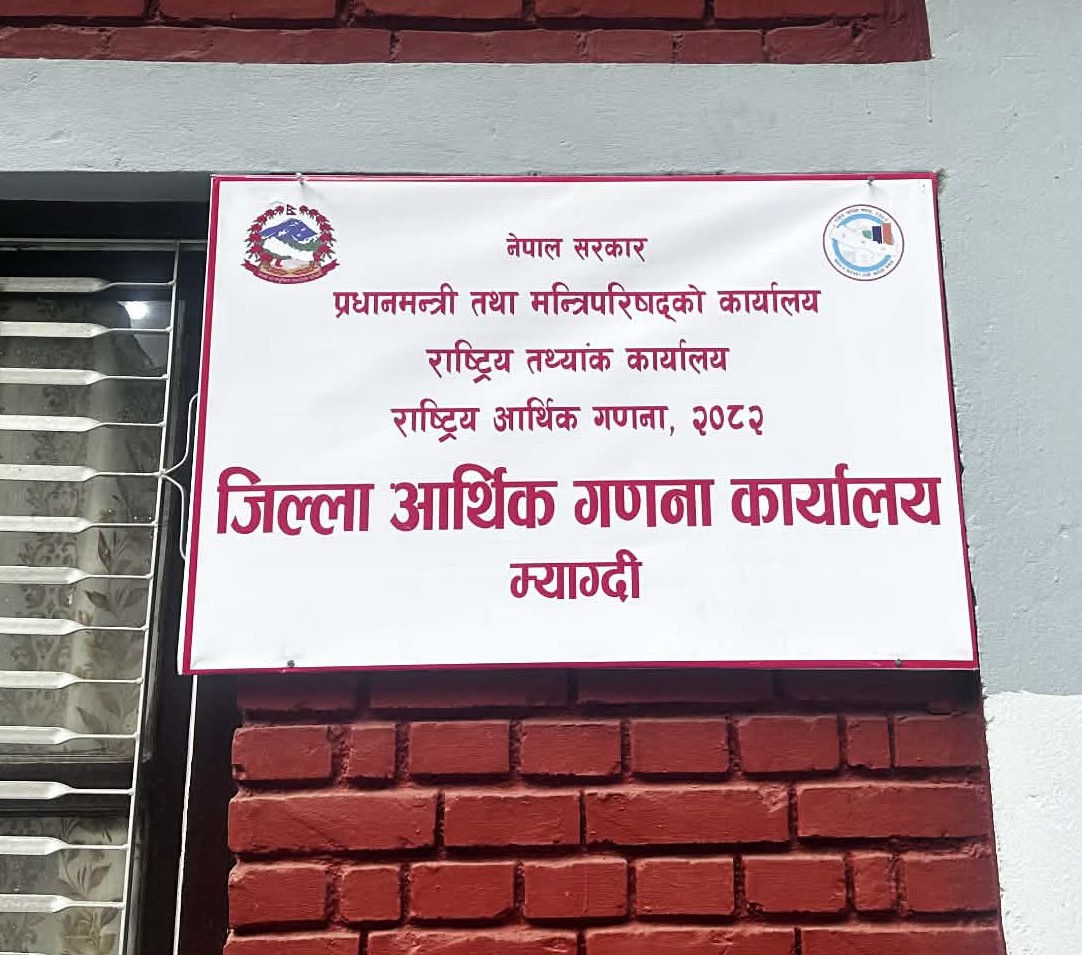 नेपाल सरकार
प्रधानमन्त्री तथा मन्त्रिपरिषद्को कार्यालय
राष्ट्रिय तथ्यांक कार्यालय
राष्ट्रिय आर्थिक गणना, २०८२
जिल्ला आर्थिक गणना कार्यालय
म्याग्दी